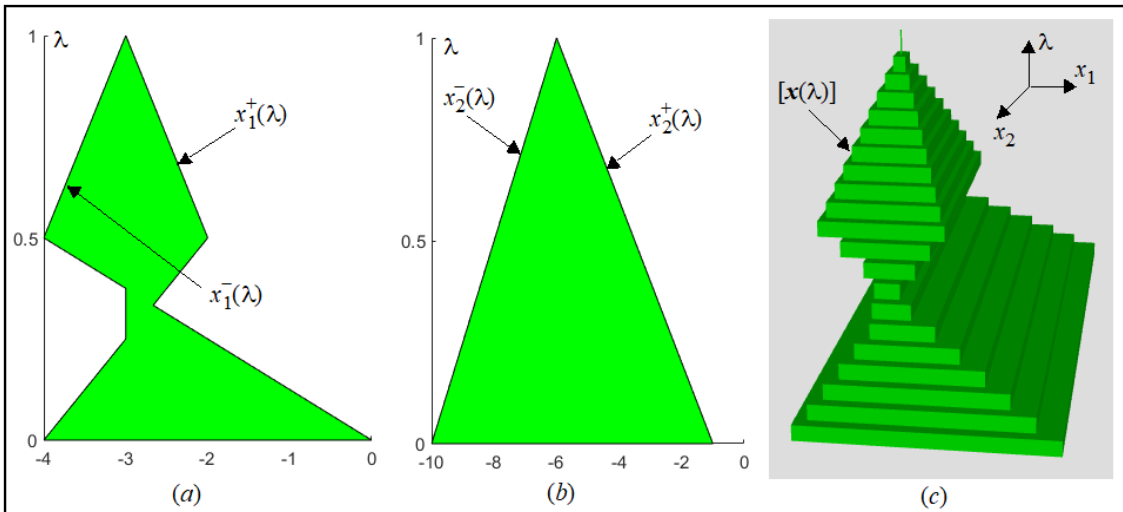 1 λ
x₁⁺(λ)
0.5
x₁⁻(λ)
0
-4 -3 -2 -1 0
(a)
1 λ
x₂⁻(λ)
x₂⁺(λ)
0.5
0
-10 -8 -6 -4 -2 0
(b)
λ
x₁
x₂
[x(λ)]
(c)